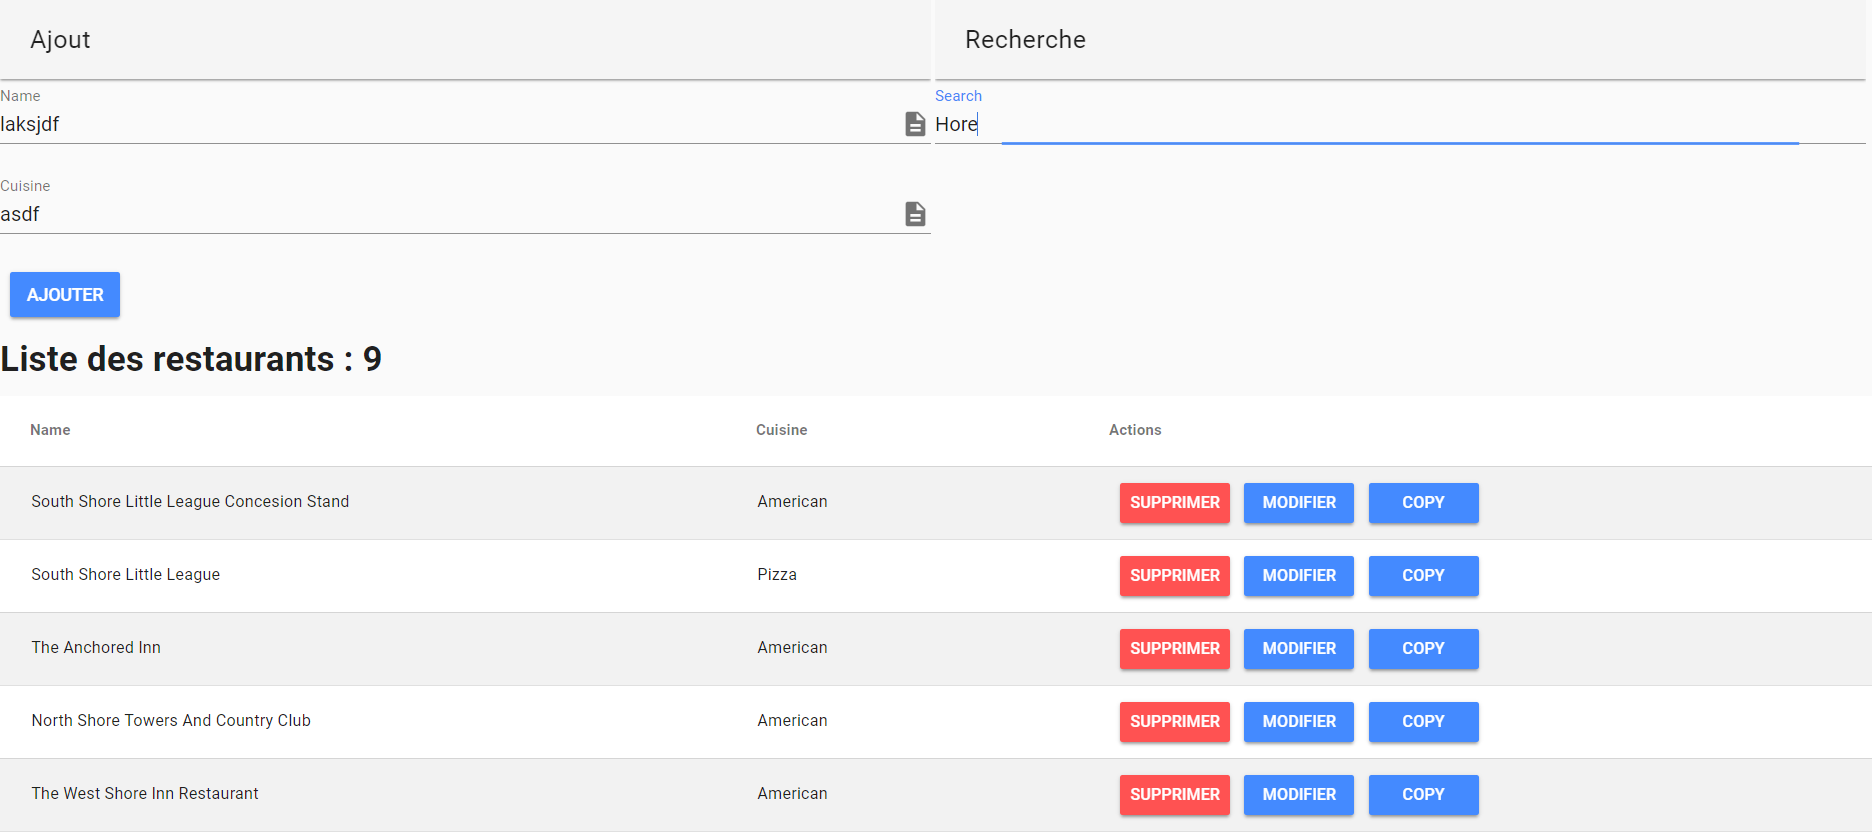 Ajout
Recherche
Name
laksjdf
Search
Hore
Cuisine
asdf
AJOUTER
Liste des restaurants : 9
Name Cuisine Actions
South Shore Little League Concesion Stand American SUPPRIMER MODIFIER COPY
South Shore Little League Pizza SUPPRIMER MODIFIER COPY
The Anchored Inn American SUPPRIMER MODIFIER COPY
North Shore Towers And Country Club American SUPPRIMER MODIFIER COPY
The West Shore Inn Restaurant American SUPPRIMER MODIFIER COPY